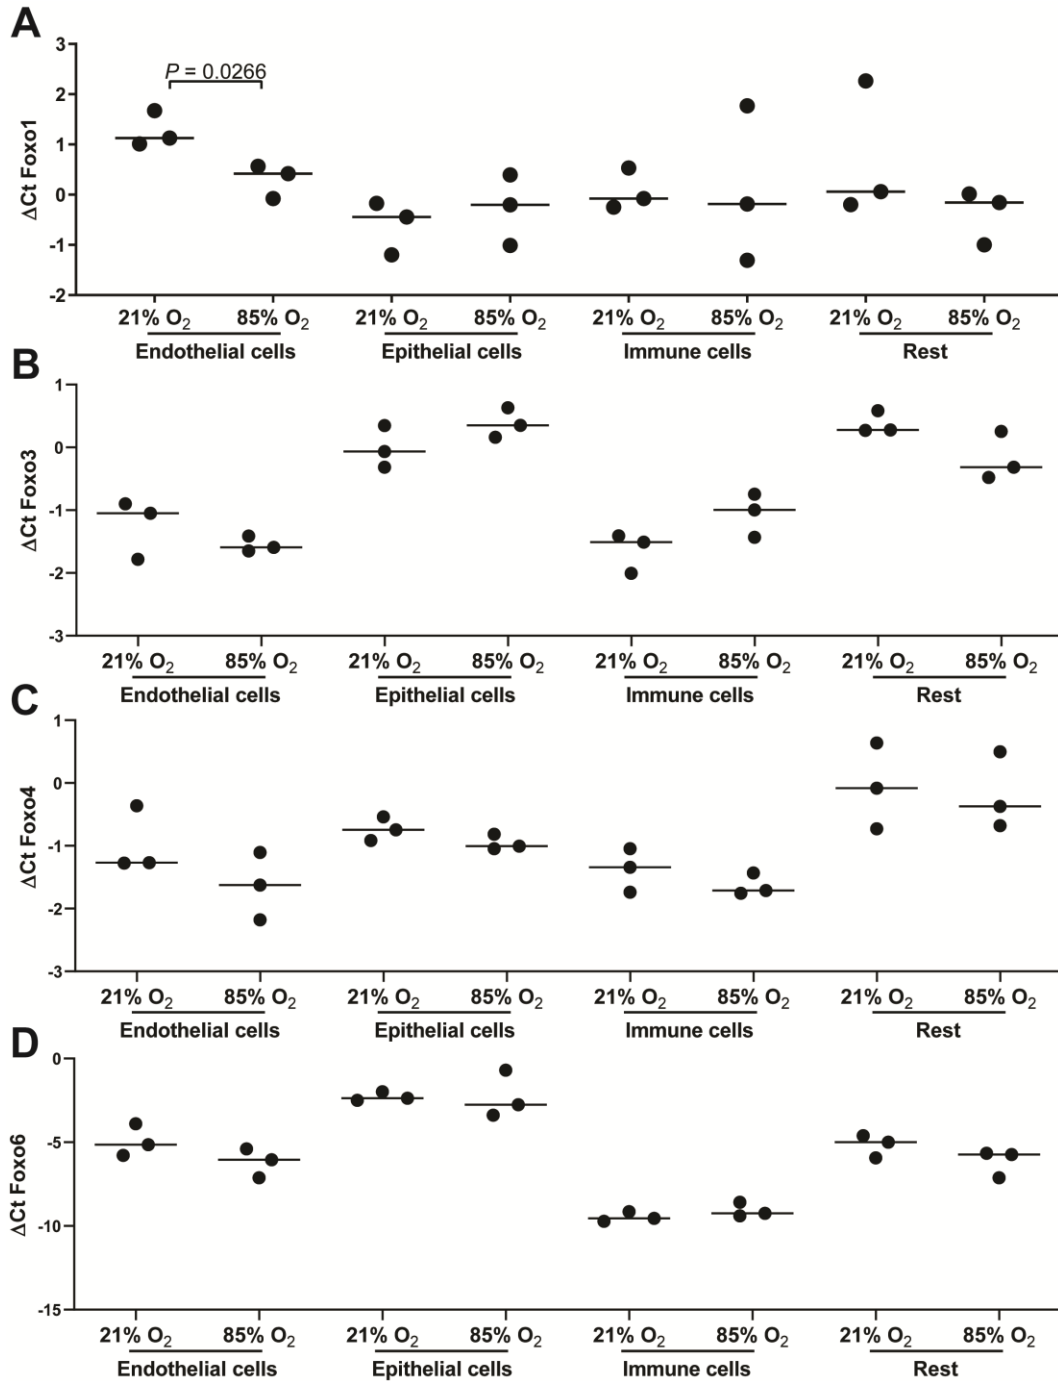 A
3
P = 0.0266
2
1
0
-1
-2
ΔCt Foxo1
21% O2 85% O2 21% O2 85% O2 21% O2 85% O2 21% O2 85% O2
Endothelial cells Epithelial cells Immune cells Rest
B
1
0
-1
-2
-3
ΔCt Foxo3
21% O2 85% O2 21% O2 85% O2 21% O2 85% O2 21% O2 85% O2
Endothelial cells Epithelial cells Immune cells Rest
C
1
0
-1
-2
-3
ΔCt Foxo4
21% O2 85% O2 21% O2 85% O2 21% O2 85% O2 21% O2 85% O2
Endothelial cells Epithelial cells Immune cells Rest
D
0
-5
-10
-15
ΔCt Foxo6
21% O2 85% O2 21% O2 85% O2 21% O2 85% O2 21% O2 85% O2
Endothelial cells Epithelial cells Immune cells Rest